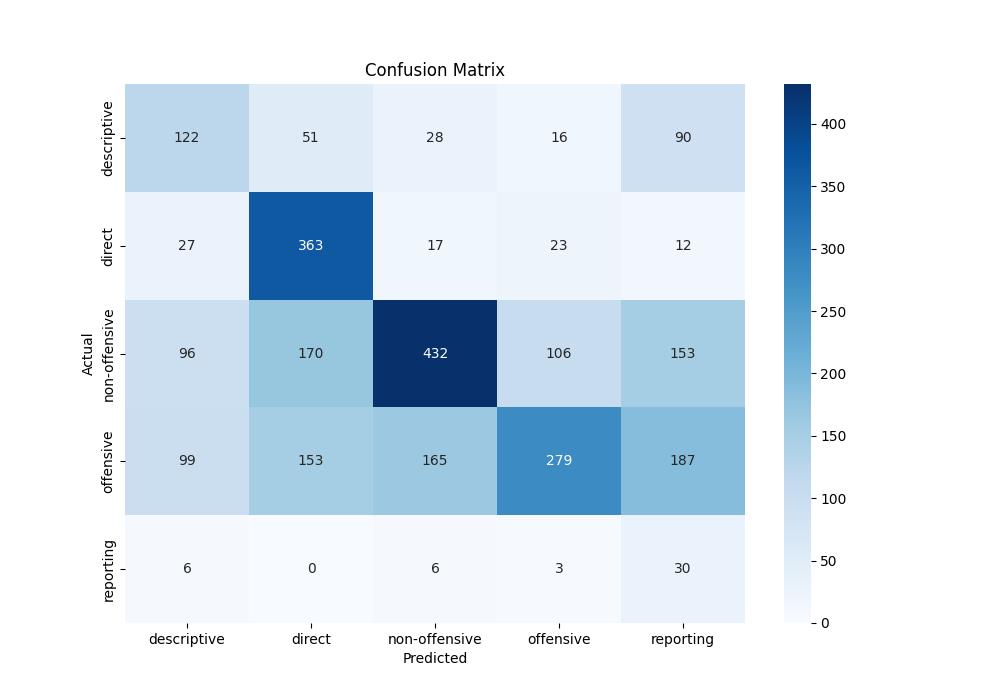 Confusion Matrix
descriptive 122 51 28 16 90
direct 27 363 17 23 12
non-offensive 96 170 432 106 153
offensive 99 153 165 279 187
reporting 6 0 6 3 30
Actual
descriptive direct non-offensive offensive reporting
Predicted
400
350
300
250
200
150
100
50
0